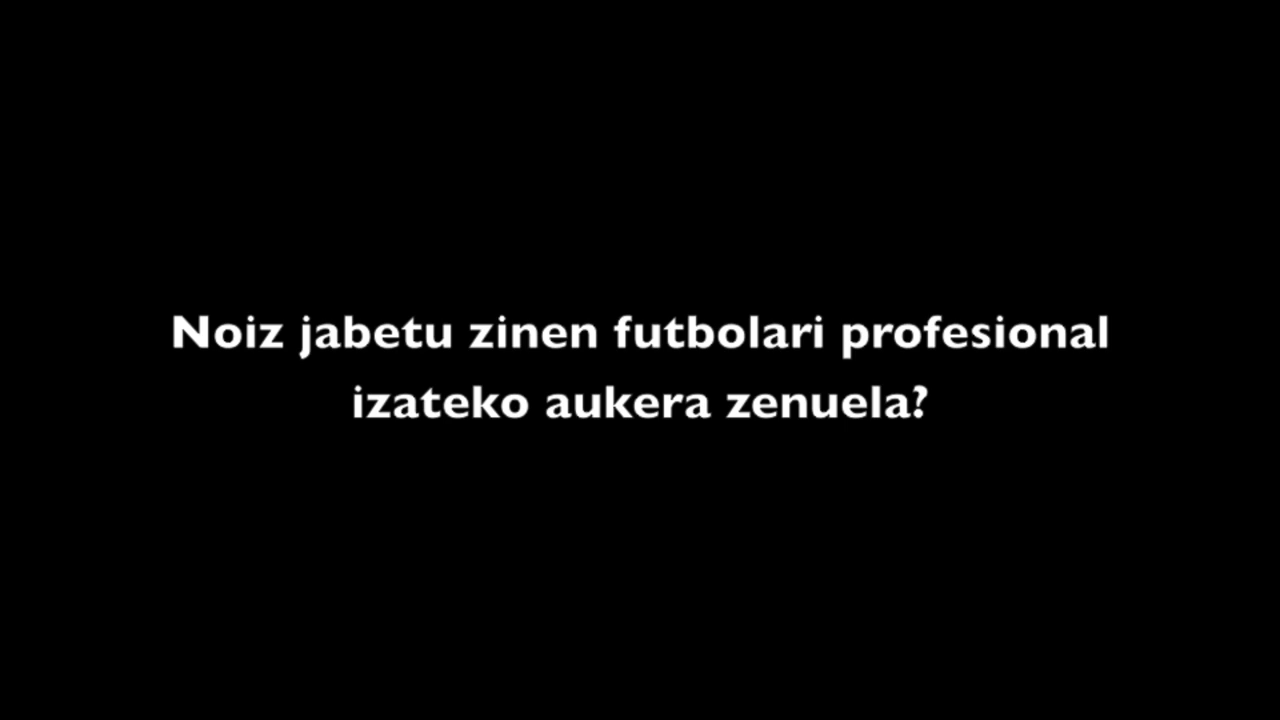 Noiz jabetu zinen futbolari profesional
izateko aukera zenuela?